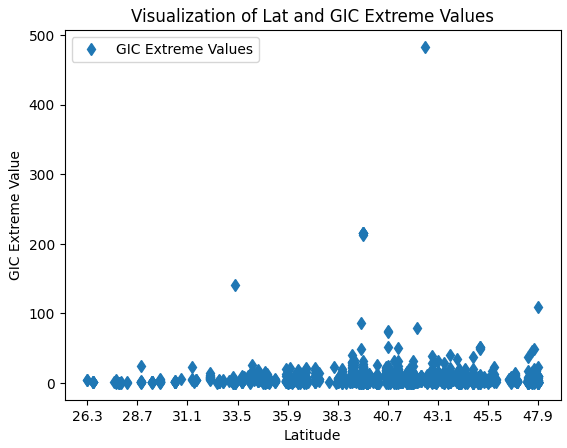 Visualization of Lat and GIC Extreme Values
GIC Extreme Values
GIC Extreme Value
500
400
300
200
100
0
26.3 28.7 31.1 33.5 35.9 38.3 40.7 43.1 45.5 47.9
Latitude